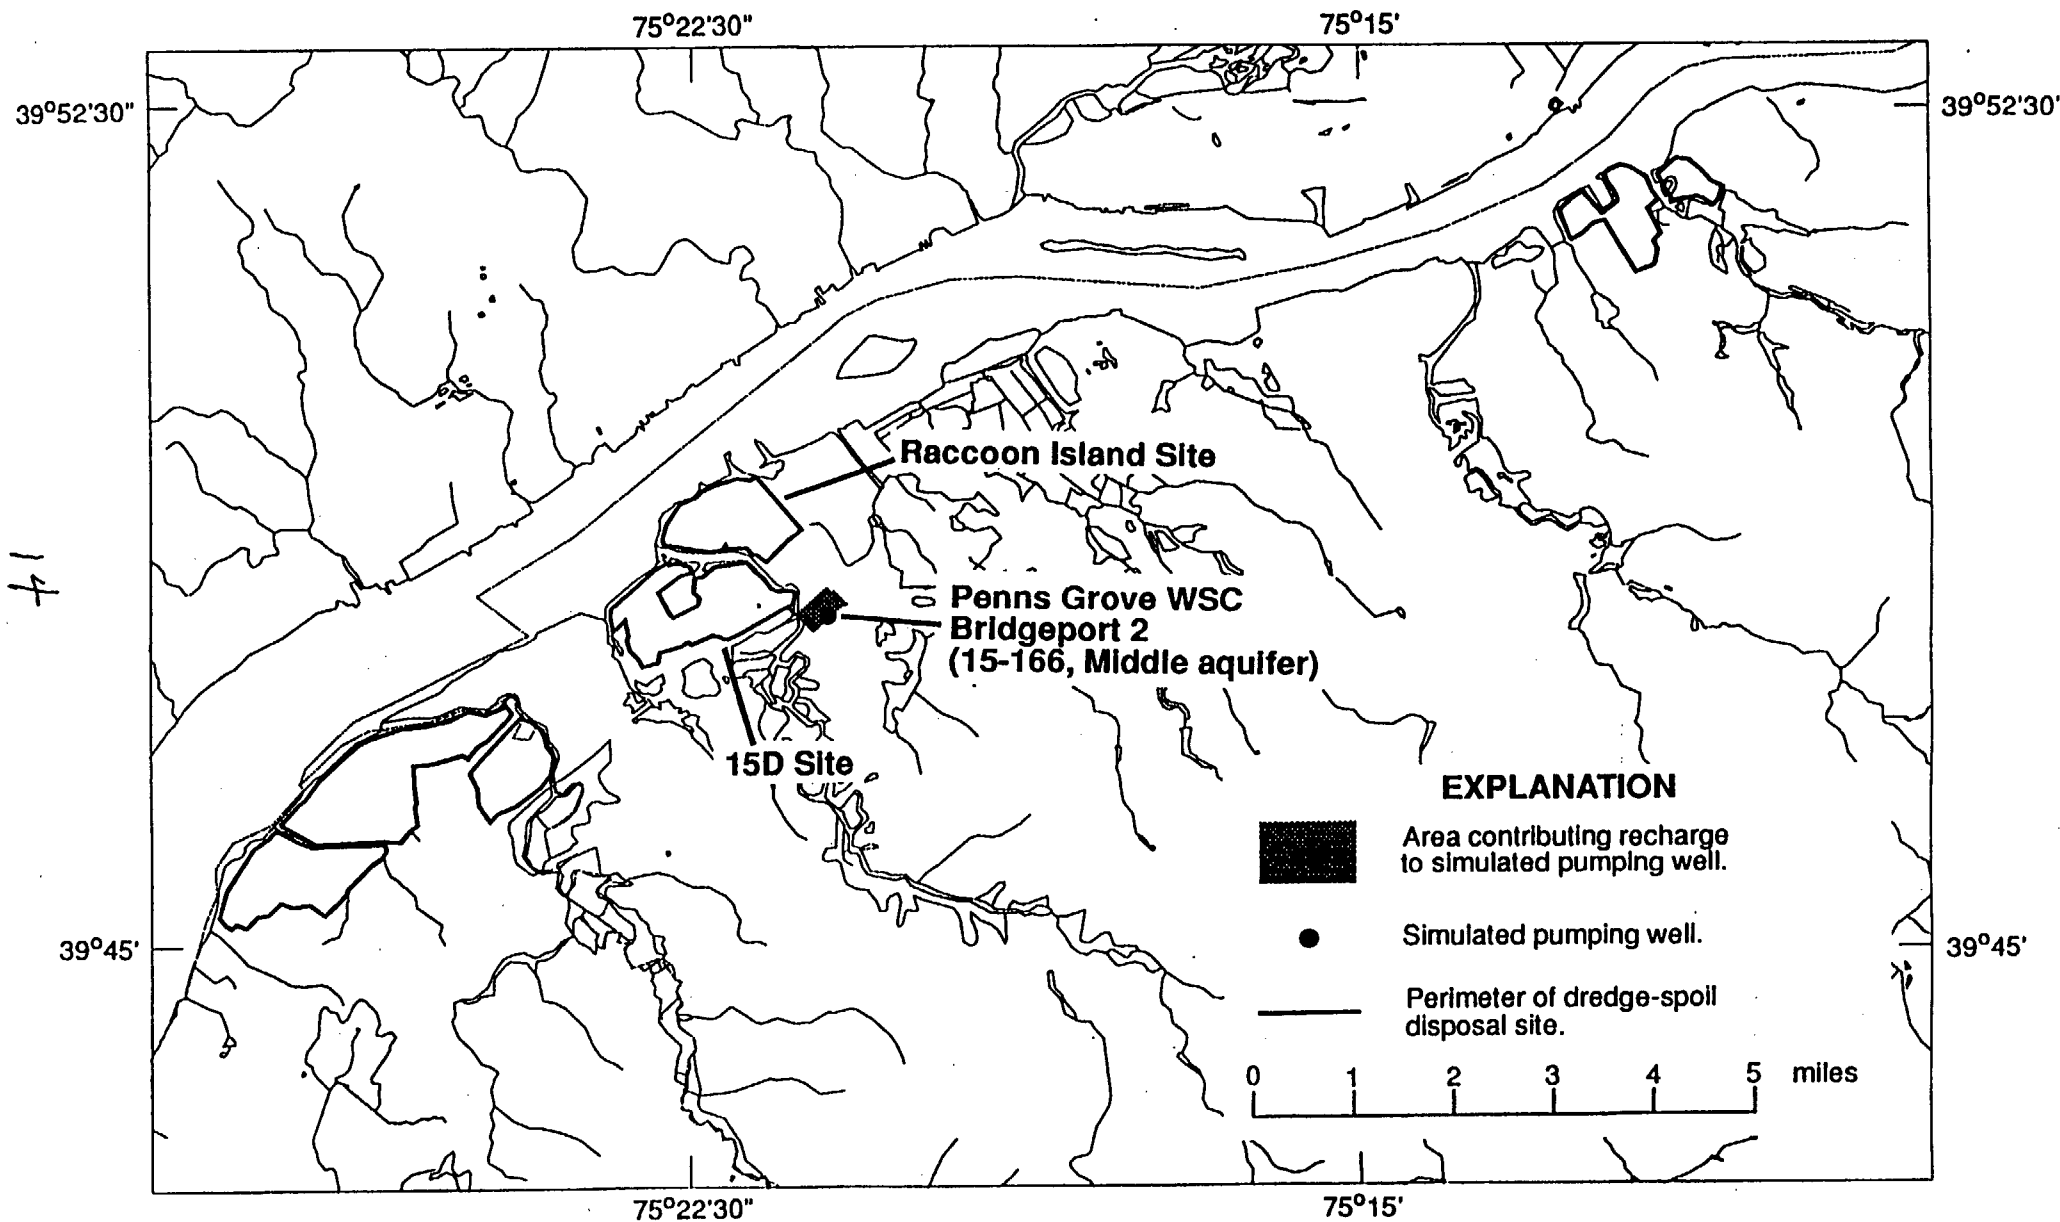 75°22'30" 75°15'
39°52'30" 39°52'30"
Raccoon Island Site
Penns Grove WSC
Bridgeport 2
(15-166, Middle aquifer)
15D Site
14
EXPLANATION
Area contributing recharge
to simulated pumping well.
Simulated pumping well.
Perimeter of dredge-spoil
disposal site.
39°45' 39°45'
0 1 2 3 4 5 miles
75°22'30" 75°15'